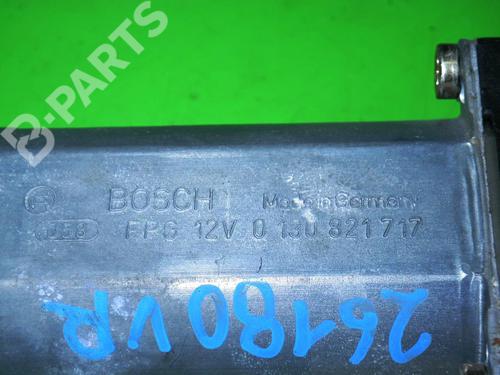 B-PARTS
BOSCH Made in Germany
FPG 12V 0 130 821 717
26180 VR